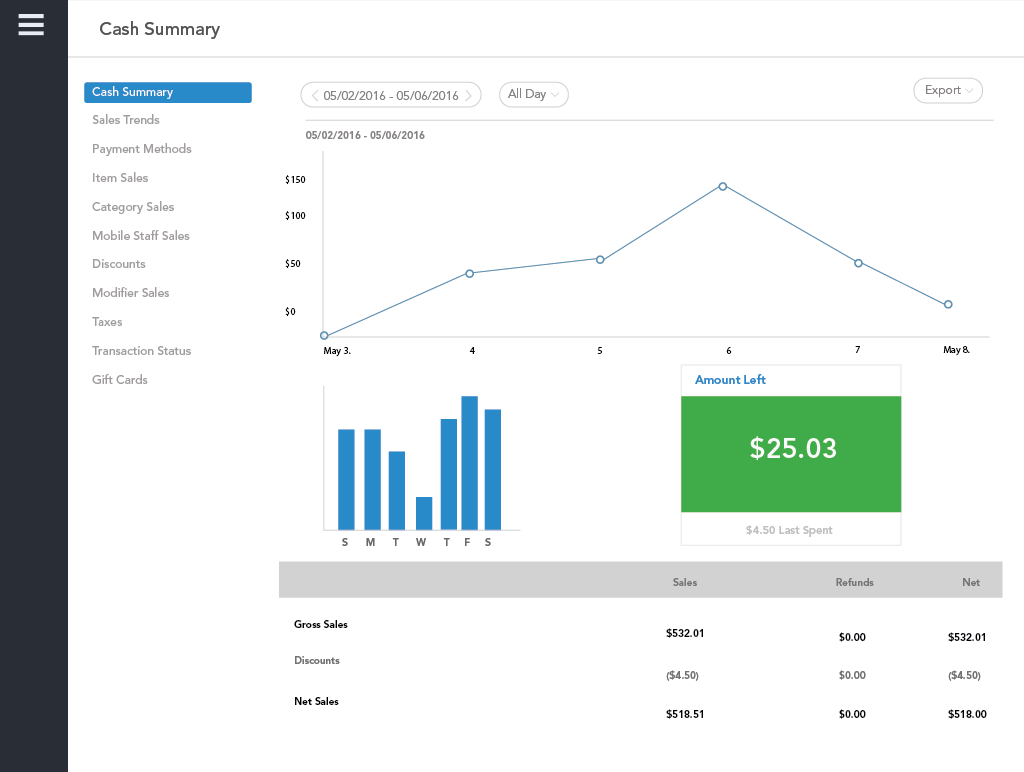 Cash Summary
Cash Summary
Sales Trends
Payment Methods
Item Sales
Category Sales
Mobile Staff Sales
Discounts
Modifier Sales
Taxes
Transaction Status
Gift Cards
05/02/2016 - 05/06/2016 All Day Export
05/02/2016 - 05/06/2016
$150
$100
$50
$0
May 3. 4 5 6 7 May 8.
S M T W T F S
Amount Left
$25.03
$4.50 Last Spent
Sales Refunds Net
Gross Sales $532.01 $0.00 $532.01
Discounts ($4.50) $0.00 ($4.50)
Net Sales $518.51 $0.00 $518.00